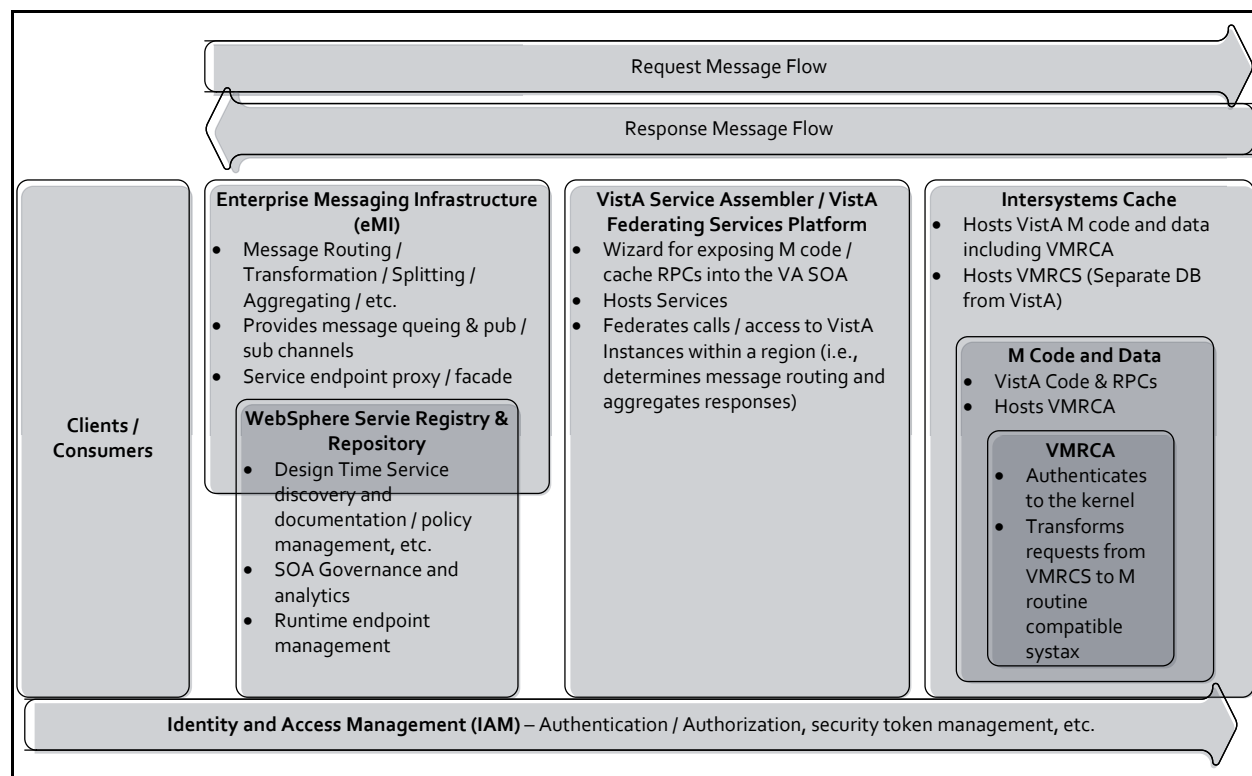 Request Message Flow
Response Message Flow
Clients /
Consumers
Enterprise Messaging Infrastructure
(eMI)
• Message Routing /
Transformation / Splitting /
Aggregating / etc.
• Provides message queing & pub /
sub channels
• Service endpoint proxy / facade
WebSphere Servie Registry &
Repository
• Design Time Service
discovery and
documentation / policy
management, etc.
• SOA Governance and
analytics
• Runtime endpoint
management
VistA Service Assembler / VistA
Federating Services Platform
• Wizard for exposing M code /
cache RPCs into the VA SOA
• Hosts Services
• Federates calls / access to VistA
Instances within a region (i.e.,
determines message routing and
aggregates responses)
Intersystems Cache
• Hosts VistA M code and data
including VMRCA
• Hosts VMRCS (Separate DB
from VistA)
M Code and Data
• VistA Code & RPCs
• Hosts VMRCA
VMRCA
• Authenticates
to the kernel
• Transforms
requests from
VMRCS to M
routine
compatible
systax
Identity and Access Management (IAM) – Authentication / Authorization, security token management, etc.